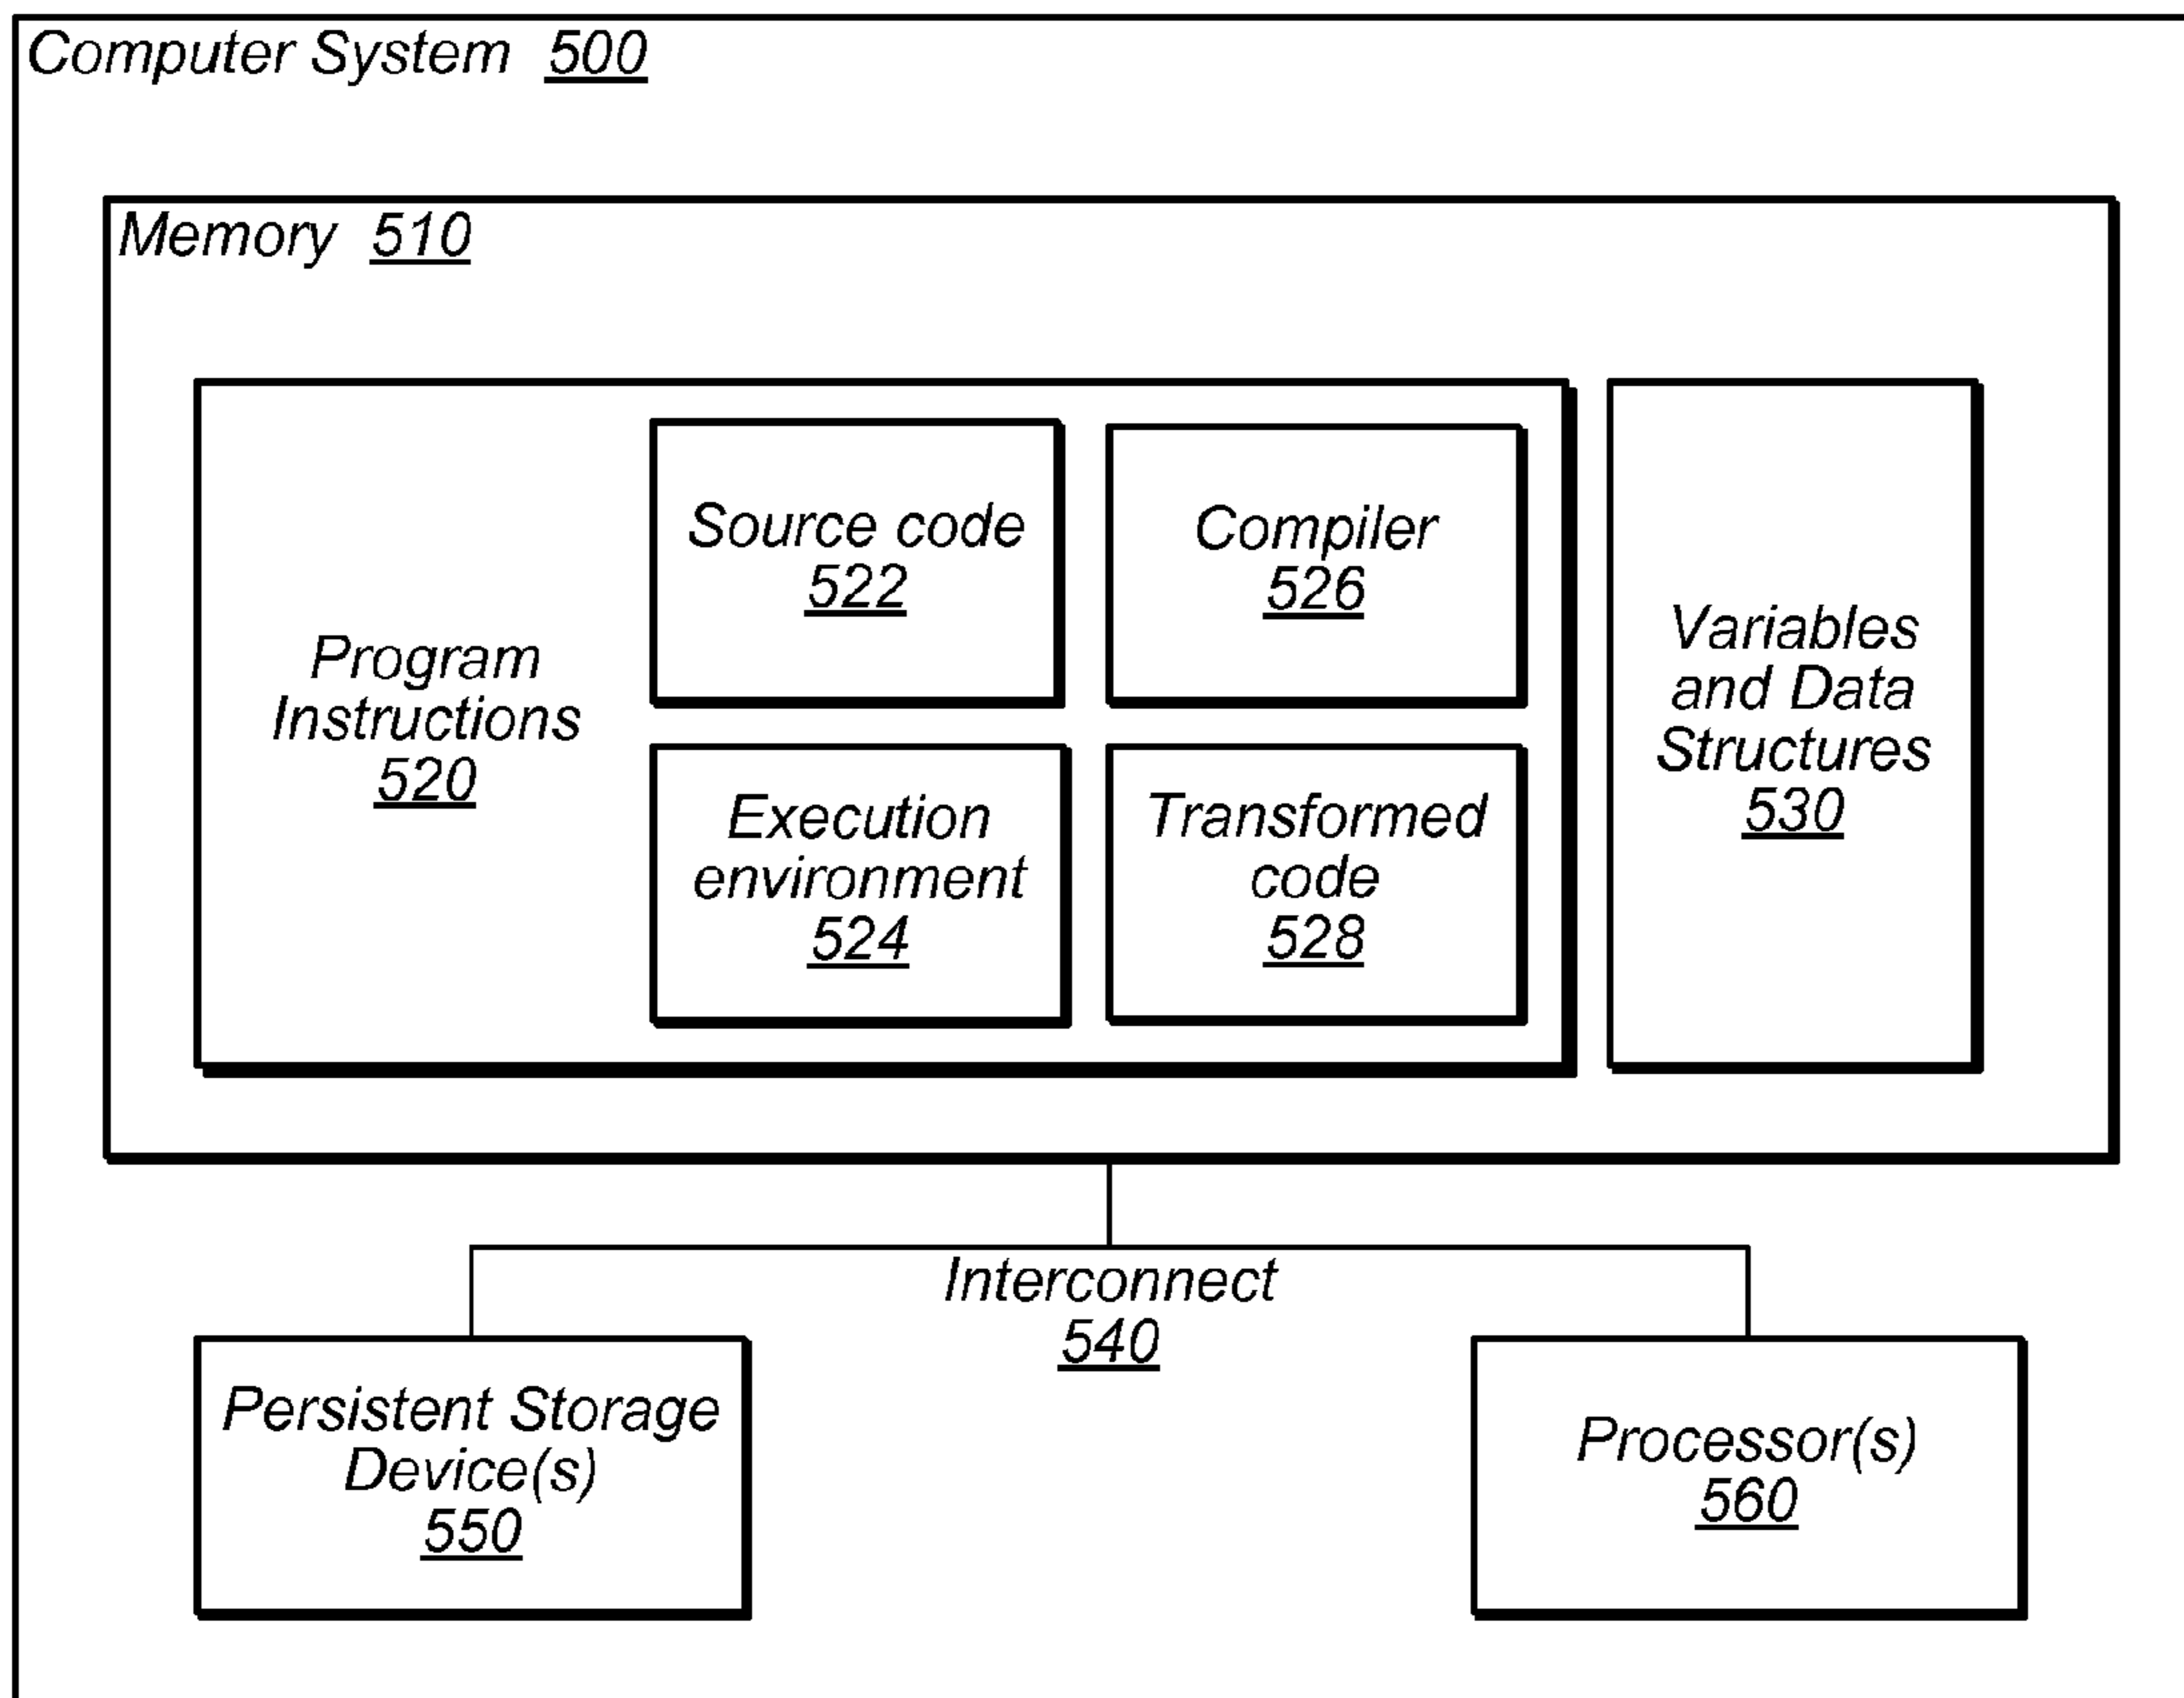 Computer System 500
Memory 510
Program
Instructions
520
Source code
522
Compiler
526
Execution
environment
524
Transformed
code
528
Variables
and Data
Structures
530
Interconnect
540
Persistent Storage
Device(s)
550
Processor(s)
560